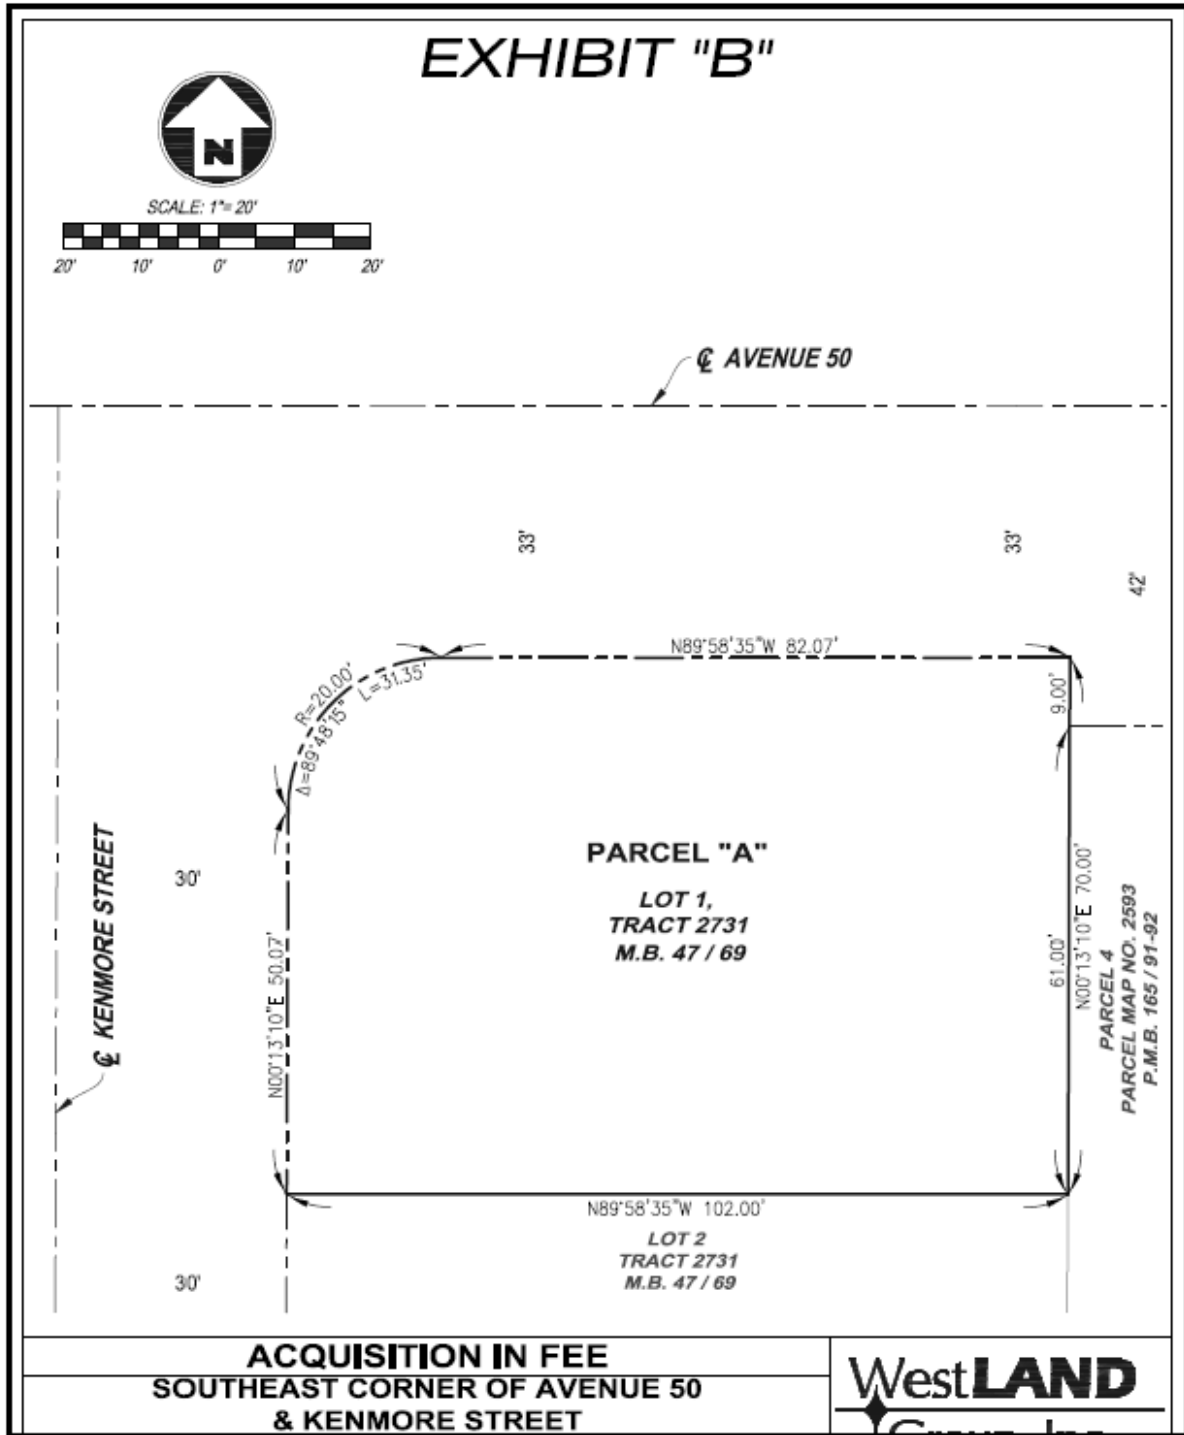 EXHIBIT "B"
N
SCALE: 1"= 20'
20' 10' 0' 10' 20'
℄ AVENUE 50
33'
33'
42'
N89°58'35"W 82.07'
R=20.00'
L=31.35'
Δ=89°48'15"
9.00'
℄ KENMORE STREET
30'
N00°13'10"E 50.07'
PARCEL "A"
LOT 1,
TRACT 2731
M.B. 47 / 69
61.00'
N00°13'10"E 70.00'
PARCEL 4
PARCEL MAP NO. 2593
P.M.B. 165 / 91-92
N89°58'35"W 102.00'
LOT 2
TRACT 2731
M.B. 47 / 69
30'
ACQUISITION IN FEE
SOUTHEAST CORNER OF AVENUE 50
& KENMORE STREET
WestLAND
Group, Inc.